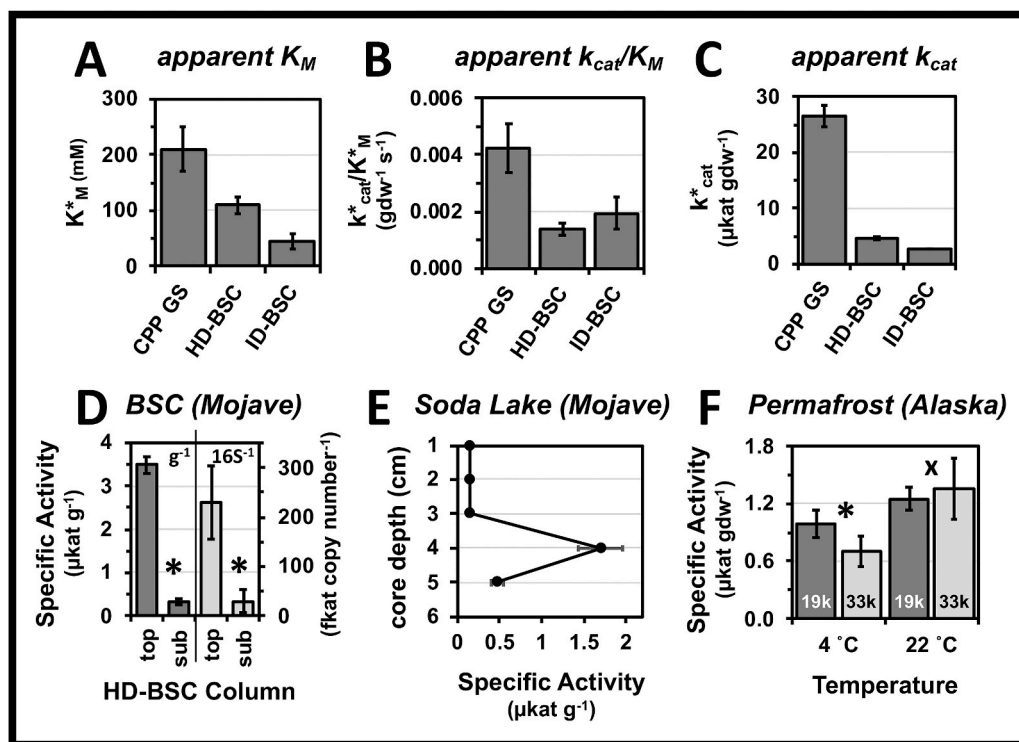 A apparent K_M
K*_M (mM)
300
200
100
0
CPP GS
HD-BSC
ID-BSC
B apparent k_cat/K_M
k*_cat/K*_M
(gdw⁻¹ s⁻¹)
0.006
0.004
0.002
0.000
CPP GS
HD-BSC
ID-BSC
C apparent k_cat
k*_cat
(µkat gdw⁻¹)
30
20
10
0
CPP GS
HD-BSC
ID-BSC
D BSC (Mojave)
Specific Activity
(µkat g⁻¹)
4
3
2
1
0
g⁻¹
16S⁻¹
*
*
300
200
100
0
(fkat copy number⁻¹)
top
sub
top
sub
HD-BSC Column
E Soda Lake (Mojave)
core depth (cm)
1
2
3
4
5
6
0
0.5
1
1.5
2
Specific Activity
(µkat g⁻¹)
F Permafrost (Alaska)
Specific Activity
(µkat gdw⁻¹)
1.8
1.2
0.6
0.0
*
x
19k
33k
19k
33k
4 ˚C
22 ˚C
Temperature